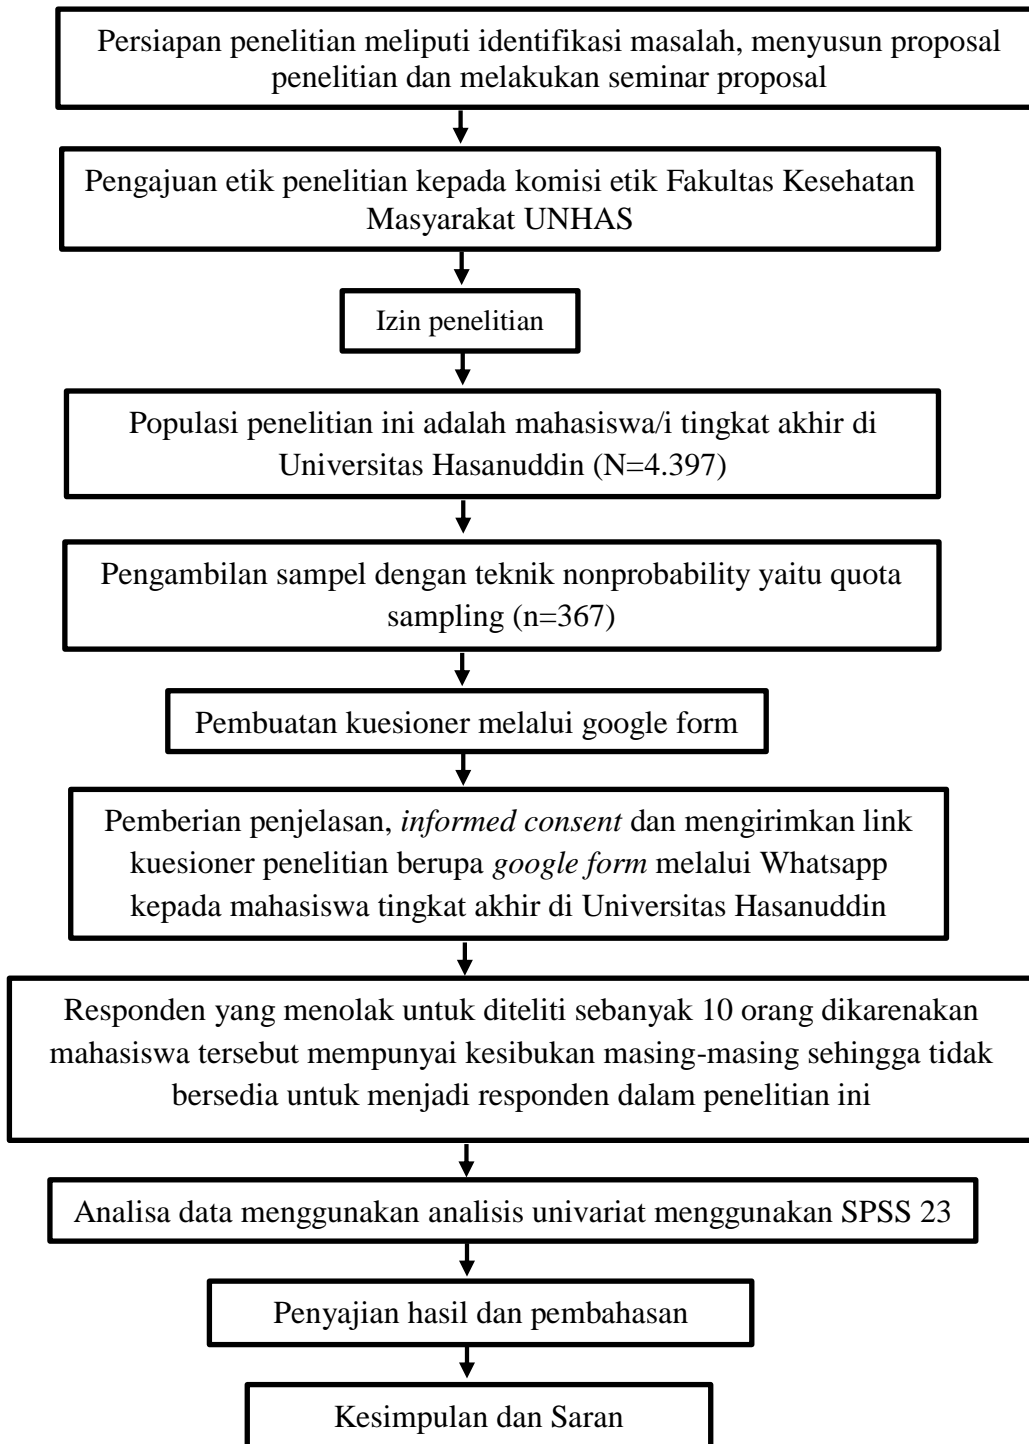 Persiapan penelitian meliputi identifikasi masalah, menyusun proposal
penelitian dan melakukan seminar proposal
Pengajuan etik penelitian kepada komisi etik Fakultas Kesehatan
Masyarakat UNHAS
Izin penelitian
Populasi penelitian ini adalah mahasiswa/i tingkat akhir di
Universitas Hasanuddin (N=4.397)
Pengambilan sampel dengan teknik nonprobability yaitu quota
sampling (n=367)
Pembuatan kuesioner melalui google form
Pemberian penjelasan, informed consent dan mengirimkan link
kuesioner penelitian berupa google form melalui Whatsapp
kepada mahasiswa tingkat akhir di Universitas Hasanuddin
Responden yang menolak untuk diteliti sebanyak 10 orang dikarenakan
mahasiswa tersebut mempunyai kesibukan masing-masing sehingga tidak
bersedia untuk menjadi responden dalam penelitian ini
Analisa data menggunakan analisis univariat menggunakan SPSS 23
Penyajian hasil dan pembahasan
Kesimpulan dan Saran